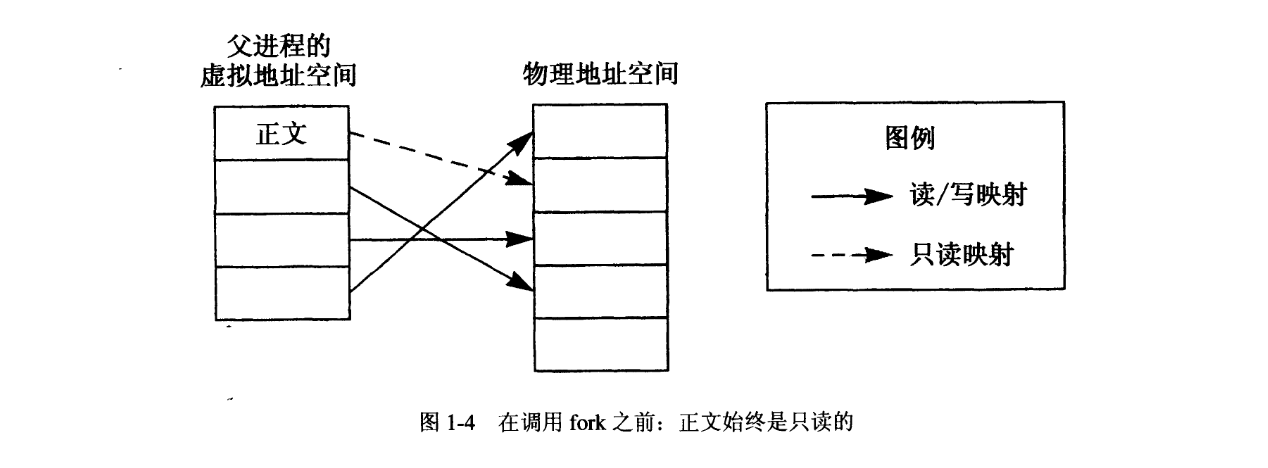 父进程的
虚拟地址空间
物理地址空间
正文
图例
读/写映射
只读映射
图 1-4 在调用 fork 之前：正文始终是只读的